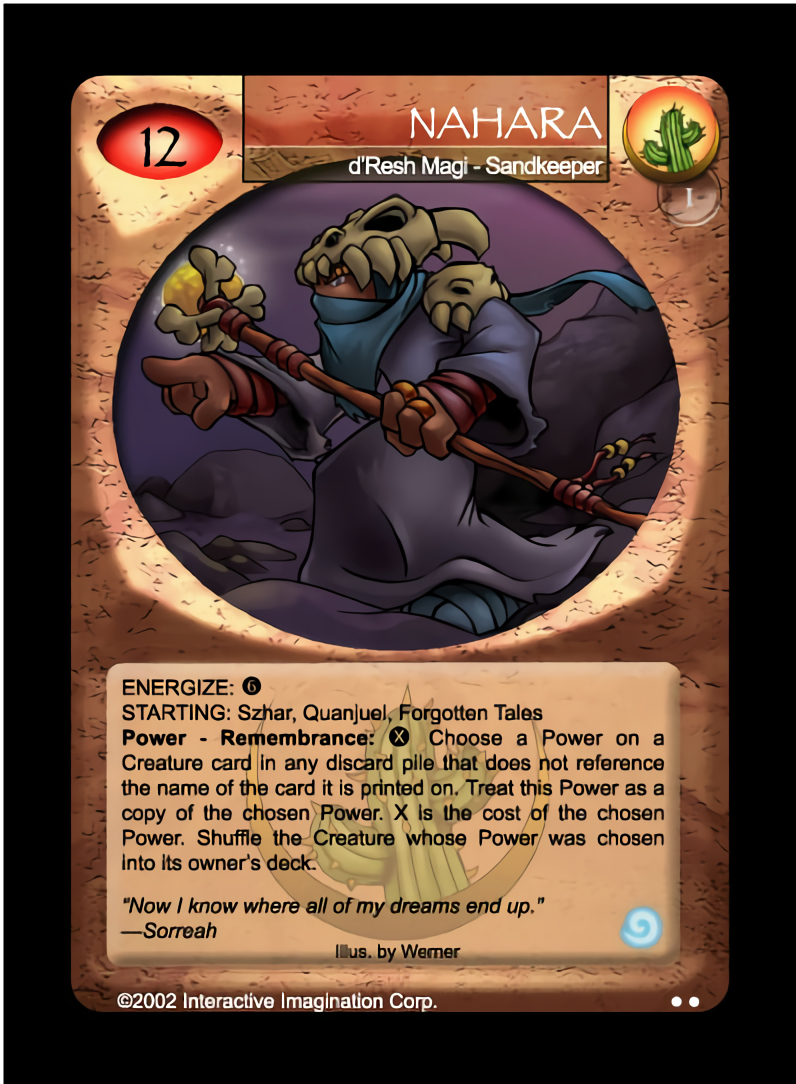 12
NAHARA
d'Resh Magi - Sandkeeper
I
ENERGIZE: 6
STARTING: Szhar, Quanjuel, Forgotten Tales
Power - Remembrance: X Choose a Power on a
Creature card in any discard pile that does not reference
the name of the card it is printed on. Treat this Power as a
copy of the chosen Power. X is the cost of the chosen
Power. Shuffle the Creature whose Power was chosen
into its owner's deck.
"Now I know where all of my dreams end up."
—Sorreah
Illus. by Werner
©2002 Interactive Imagination Corp.